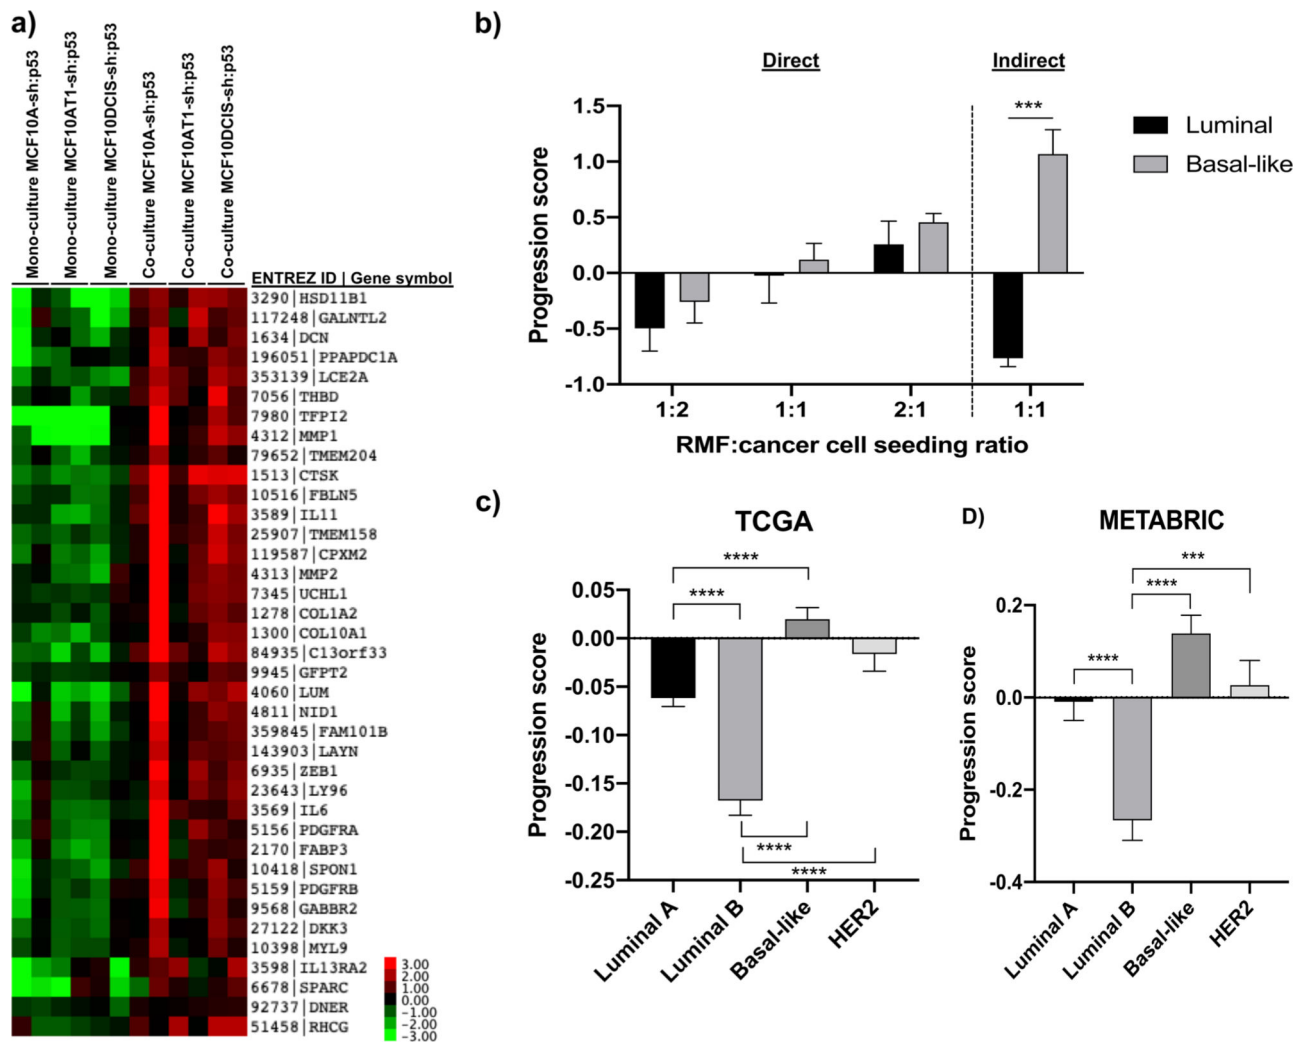 a)
Mono-culture MCF10A-sh:p53
Mono-culture MCF10AT1-sh:p53
Mono-culture MCF10DCIS-sh:p53
Co-culture MCF10A-sh:p53
Co-culture MCF10AT1-sh:p53
Co-culture MCF10DCIS-sh:p53
ENTREZ ID | Gene symbol
3290|HSD11B1
117248|GALNTL2
1634|DCN
196051|PPAPDC1A
353139|LCE2A
7056|THBD
7980|TFPI2
4312|MMP1
79652|TMEM204
1513|CTSK
10516|FBLN5
3589|IL11
25907|TMEM158
119587|CPXM2
4313|MMP2
7345|UCHL1
1278|COL1A2
1300|COL10A1
84935|C13orf33
9945|GFPT2
4060|LUM
4811|NID1
359845|FAM101B
143903|LAYN
6935|ZEB1
23643|LY96
3569|IL6
5156|PDGFRA
2170|FABP3
10418|SPON1
5159|PDGFRB
9568|GABBR2
27122|DKK3
10398|MYL9
3598|IL13RA2
6678|SPARC
92737|DNER
51458|RHCG
3.00
2.00
1.00
0.00
-1.00
-2.00
-3.00
b)
Direct
Indirect
***
Luminal
Basal-like
Progression score
1.5
1.0
0.5
0.0
-0.5
-1.0
1:2
1:1
2:1
1:1
RMF:cancer cell seeding ratio
c)
TCGA
****
****
****
****
Progression score
0.05
0.00
-0.05
-0.10
-0.15
-0.20
-0.25
Luminal A
Luminal B
Basal-like
HER2
D)
METABRIC
***
****
****
Progression score
0.2
0.0
-0.2
-0.4
Luminal A
Luminal B
Basal-like
HER2